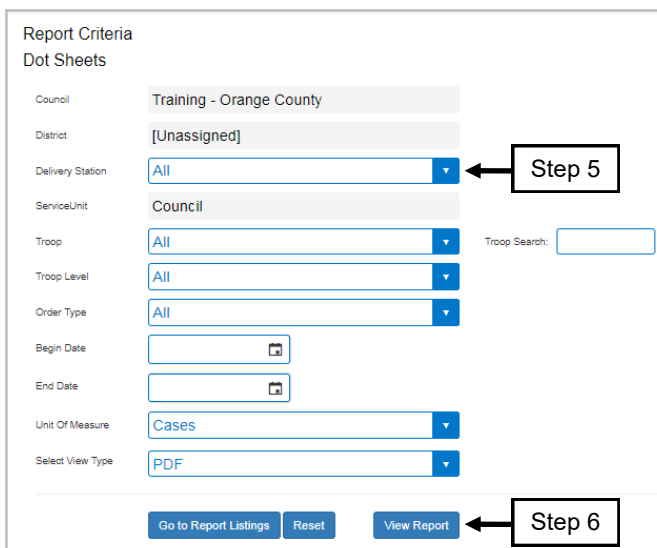 Report Criteria
Dot Sheets
Council Training - Orange County
District [Unassigned]
Delivery Station All Step 5
ServiceUnit Council
Troop All Troop Search:
Troop Level All
Order Type All
Begin Date
End Date
Unit Of Measure Cases
Select View Type PDF
Go to Report Listings Reset View Report Step 6